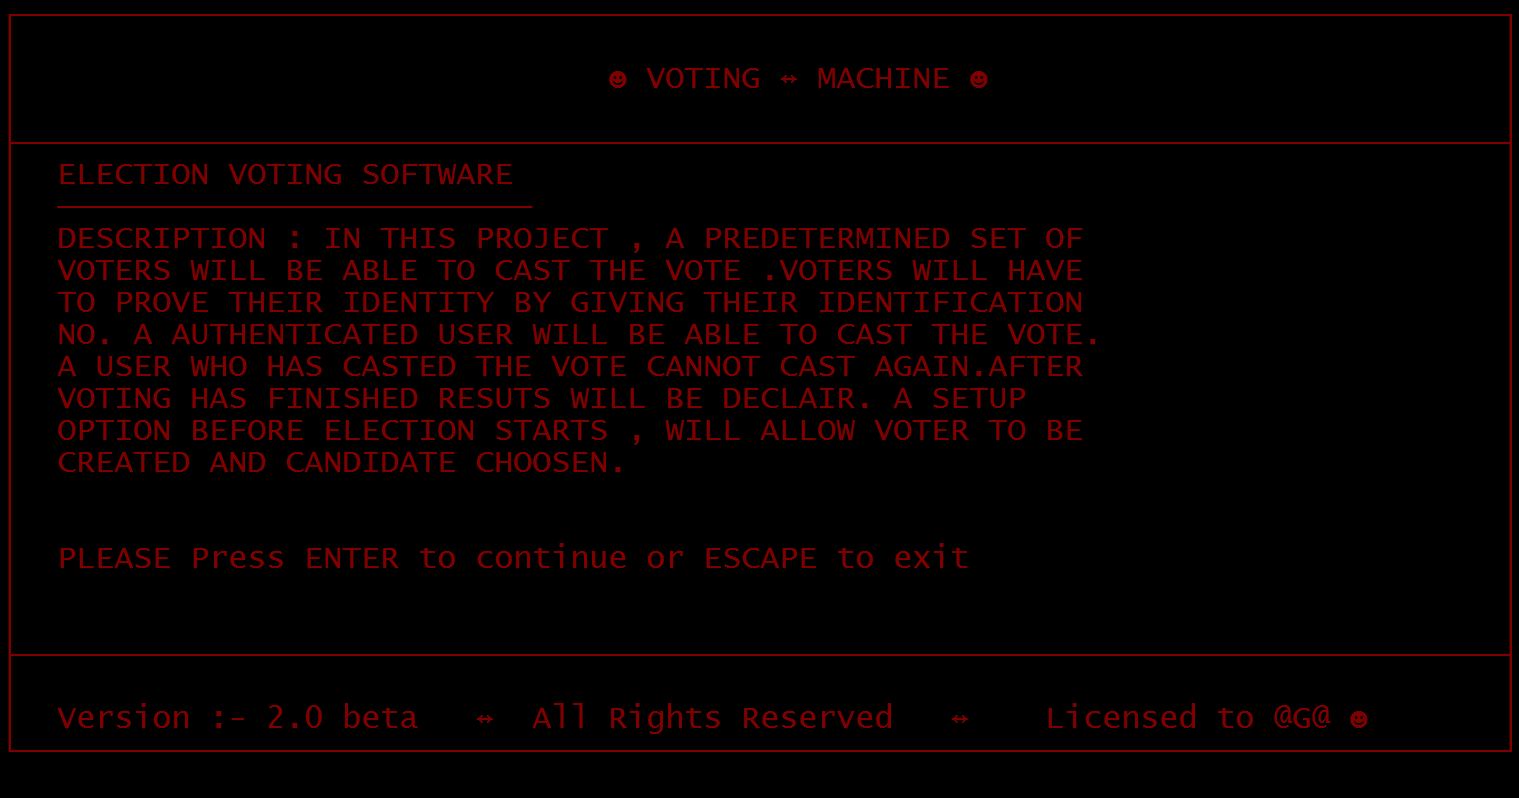 ☻ VOTING ↔ MACHINE ☻
ELECTION VOTING SOFTWARE
DESCRIPTION : IN THIS PROJECT , A PREDETERMINED SET OF
VOTERS WILL BE ABLE TO CAST THE VOTE .VOTERS WILL HAVE
TO PROVE THEIR IDENTITY BY GIVING THEIR IDENTIFICATION
NO. A AUTHENTICATED USER WILL BE ABLE TO CAST THE VOTE.
A USER WHO HAS CASTED THE VOTE CANNOT CAST AGAIN.AFTER
VOTING HAS FINISHED RESUTS WILL BE DECLAIR. A SETUP
OPTION BEFORE ELECTION STARTS , WILL ALLOW VOTER TO BE
CREATED AND CANDIDATE CHOOSEN.
PLEASE Press ENTER to continue or ESCAPE to exit
Version :- 2.0 beta ↔ All Rights Reserved ↔ Licensed to @G@ ☻